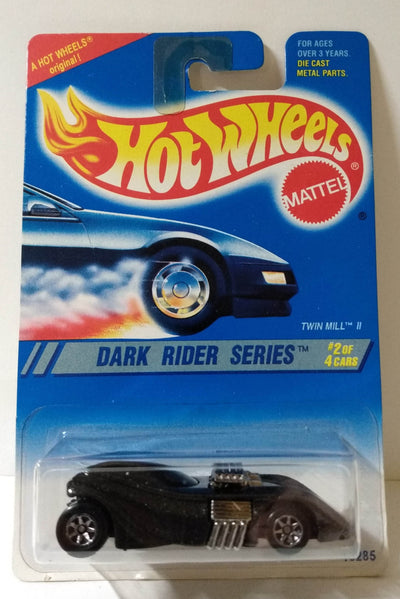 A HOT WHEELS®
original!
FOR AGES
OVER 3 YEARS.
DIE CAST
METAL PARTS.
HOT WHEELS®
MATTEL
®
TWIN MILL™ II
DARK RIDER SERIES™
#2 OF
4 CARS